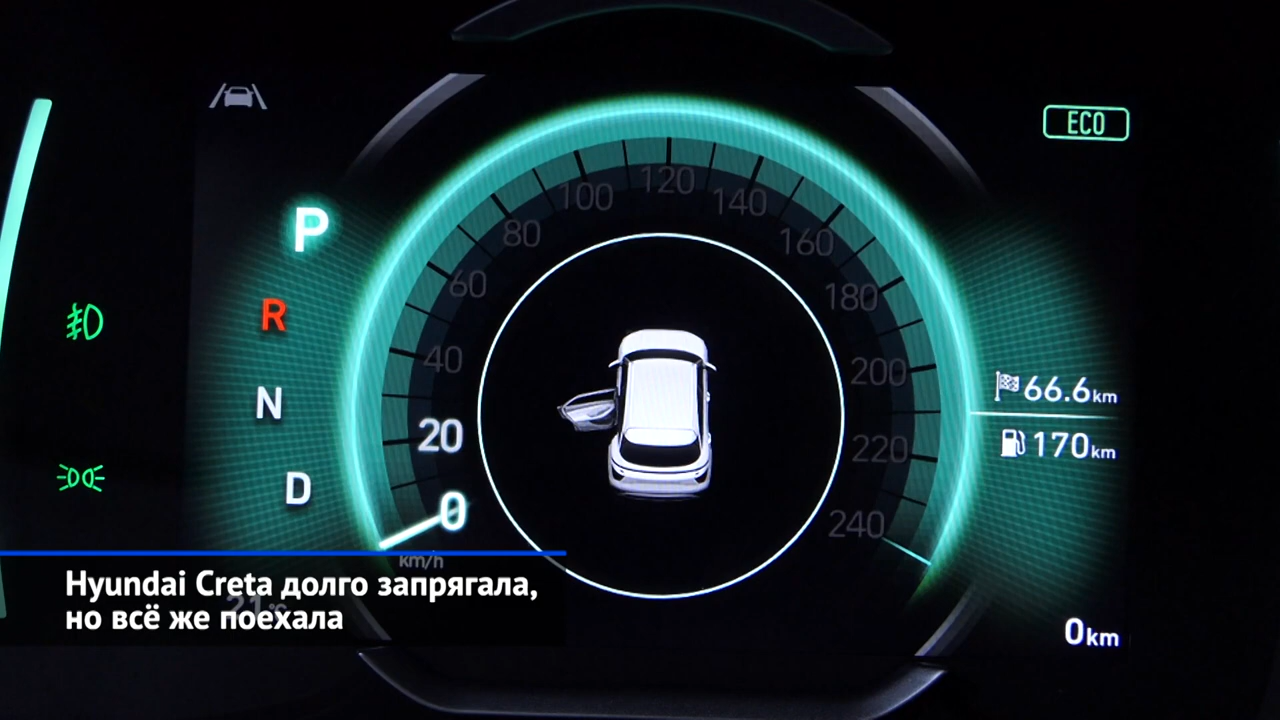 ECO
P
R
N
D
0
20
40
60
80
100
120
140
160
180
200
220
240
km/h
66.6km
170km
0km
Hyundai Creta долго запрягала,
но всё же поехала